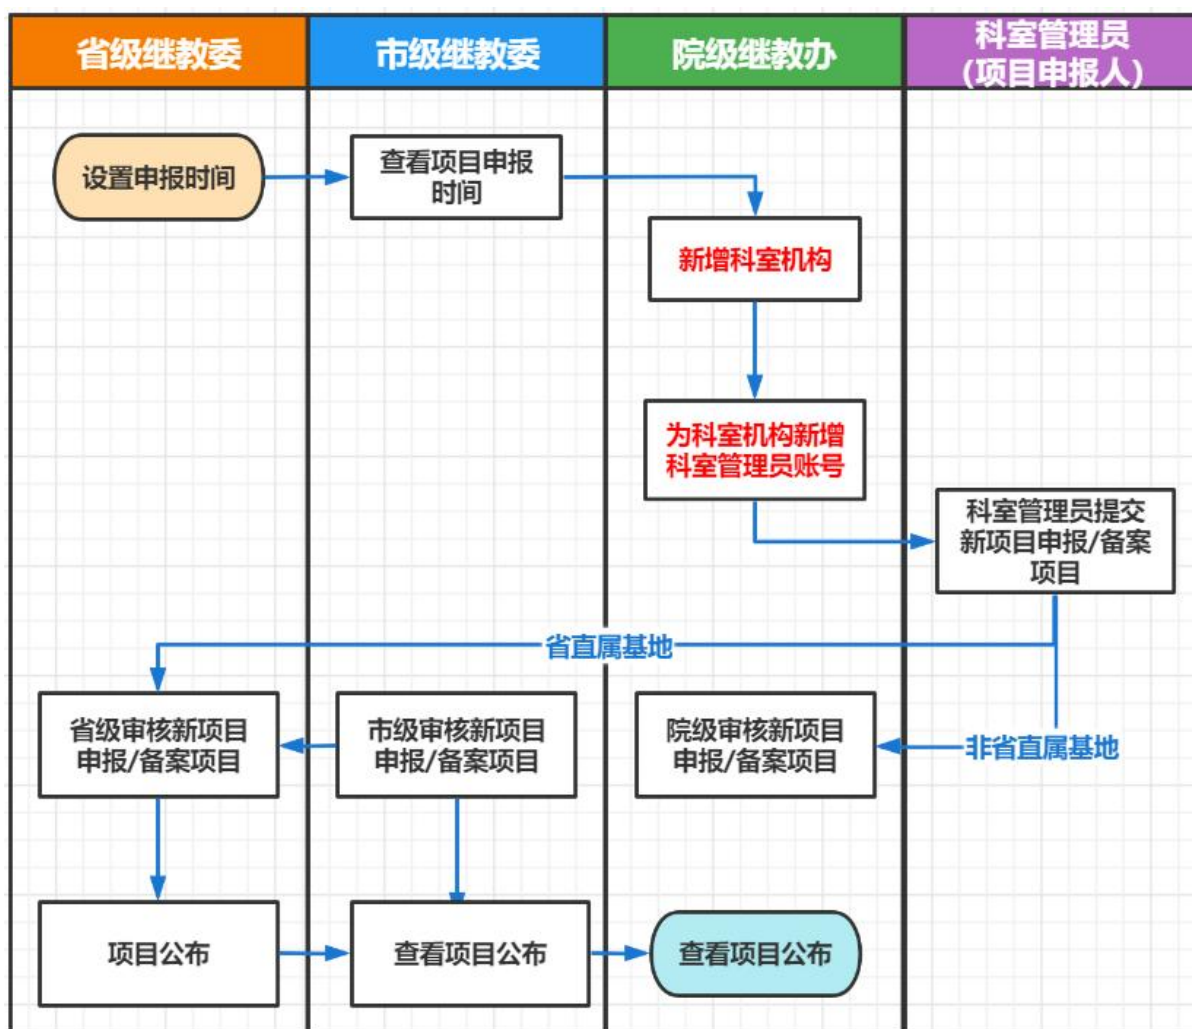 省级继教委
市级继教委
院级继教办
科室管理员
(项目申报人)
设置申报时间
查看项目申报
时间
新增科室机构
为科室机构新增
科室管理员账号
科室管理员提交
新项目申报/备案
项目
省直属基地
省级审核新项目
申报/备案项目
市级审核新项目
申报/备案项目
院级审核新项目
申报/备案项目
非省直属基地
项目公布
查看项目公布
查看项目公布